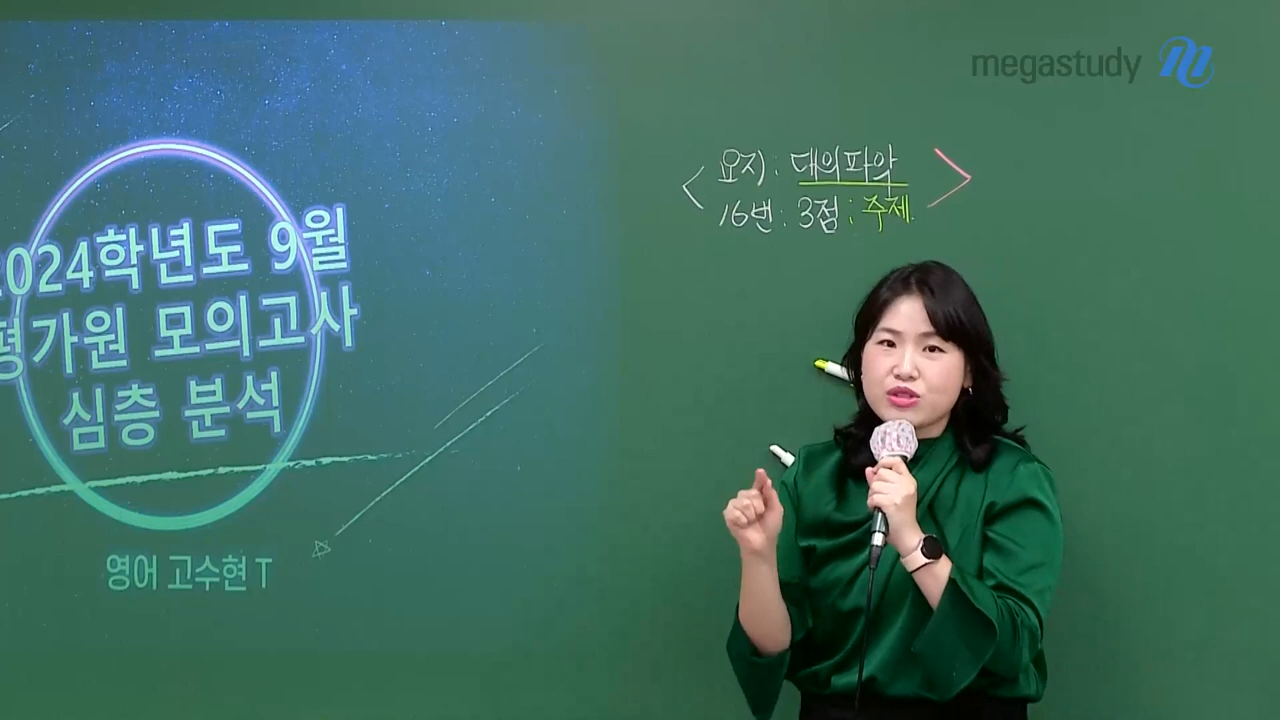 megastudy
요지: 대의파악
16번: 3점: 주제.
2024학년도 9월
평가원 모의고사
심층 분석
영어 고수현 T